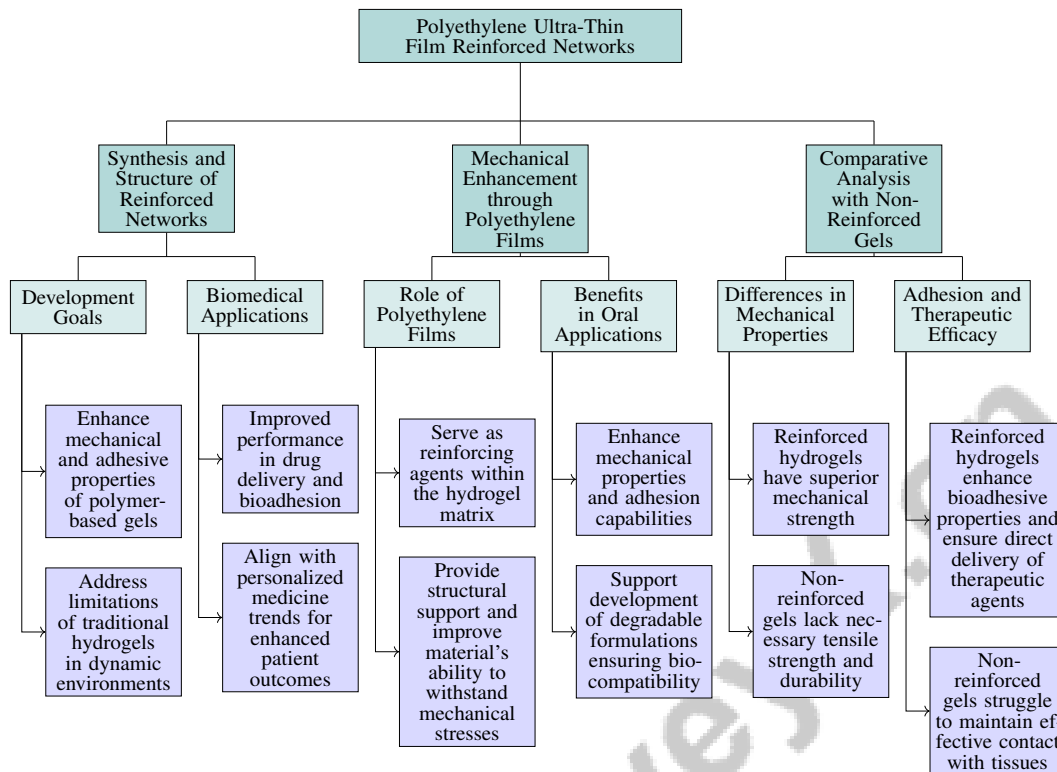 Polyethylene Ultra-Thin
Film Reinforced Networks
Synthesis and
Structure of
Reinforced
Networks
Mechanical
Enhancement
through
Polyethylene
Films
Comparative
Analysis
with Non-
Reinforced
Gels
Development
Goals
Biomedical
Applications
Role of
Polyethylene
Films
Benefits
in Oral
Applications
Differences in
Mechanical
Properties
Adhesion and
Therapeutic
Efficacy
Enhance
mechanical
and adhesive
properties
of polymer-
based gels
Improved
performance
in drug
delivery and
bioadhesion
Serve as
reinforcing
agents within
the hydrogel
matrix
Enhance
mechanical
properties
and adhesion
capabilities
Reinforced
hydrogels
have superior
mechanical
strength
Reinforced
hydrogels
enhance
bioadhesive
properties and
ensure direct
delivery of
therapeutic
agents
Address
limitations
of traditional
hydrogels
in dynamic
environments
Align with
personalized
medicine
trends for
enhanced
patient
outcomes
Provide
structural
support and
improve
material's
ability to
withstand
mechanical
stresses
Support
development
of degradable
formulations
ensuring bio-
compatibility
Non-
reinforced
gels lack nec-
essary tensile
strength and
durability
Non-
reinforced
gels struggle
to maintain ef-
fective contact
with tissues